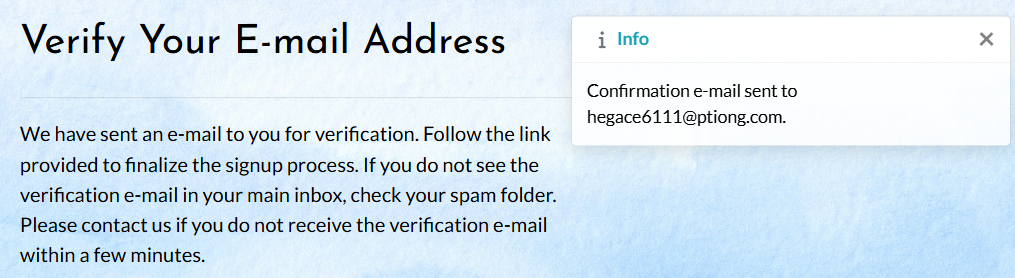 Verify Your E-mail Address
We have sent an e-mail to you for verification. Follow the link
provided to finalize the signup process. If you do not see the
verification e-mail in your main inbox, check your spam folder.
Please contact us if you do not receive the verification e-mail
within a few minutes.
Info
Confirmation e-mail sent to
hegace6111@ptiong.com.